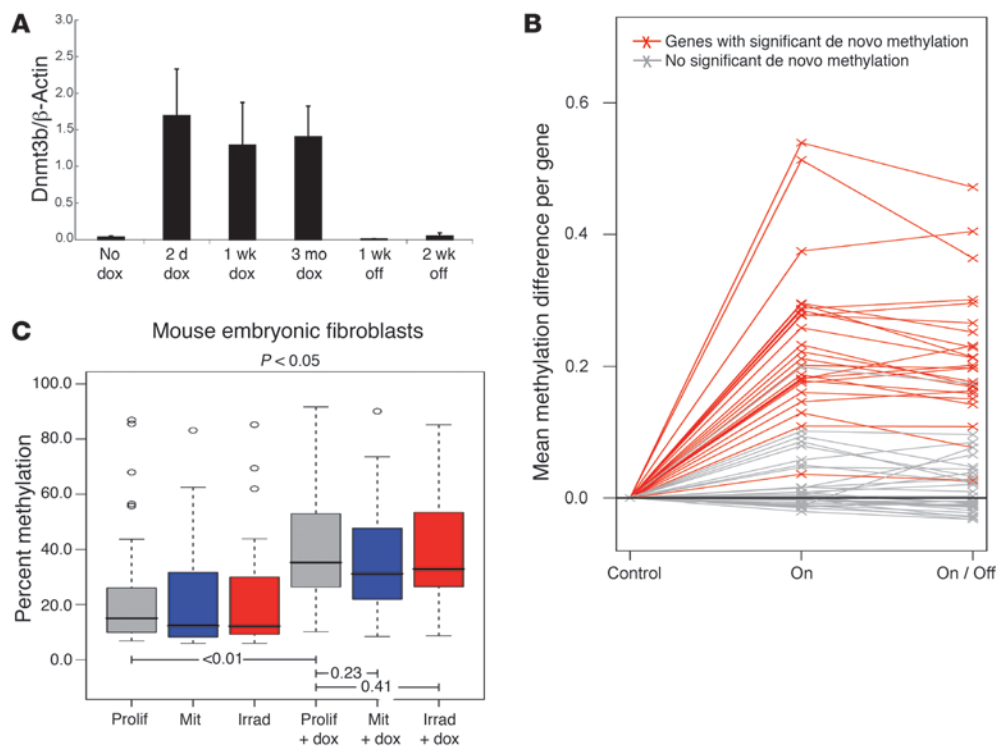 A
Dnmt3b/β-Actin
3.0
2.5
2.0
1.5
1.0
0.5
0.0
No dox
2 d dox
1 wk dox
3 mo dox
1 wk off
2 wk off
B
Genes with significant de novo methylation
No significant de novo methylation
Mean methylation difference per gene
0.6
0.4
0.2
0.0
Control
On
On / Off
C
Mouse embryonic fibroblasts
P < 0.05
Percent methylation
100.0
80.0
60.0
40.0
20.0
0.0
<0.01
0.23
0.41
Prolif
Mit
Irrad
Prolif + dox
Mit + dox
Irrad + dox